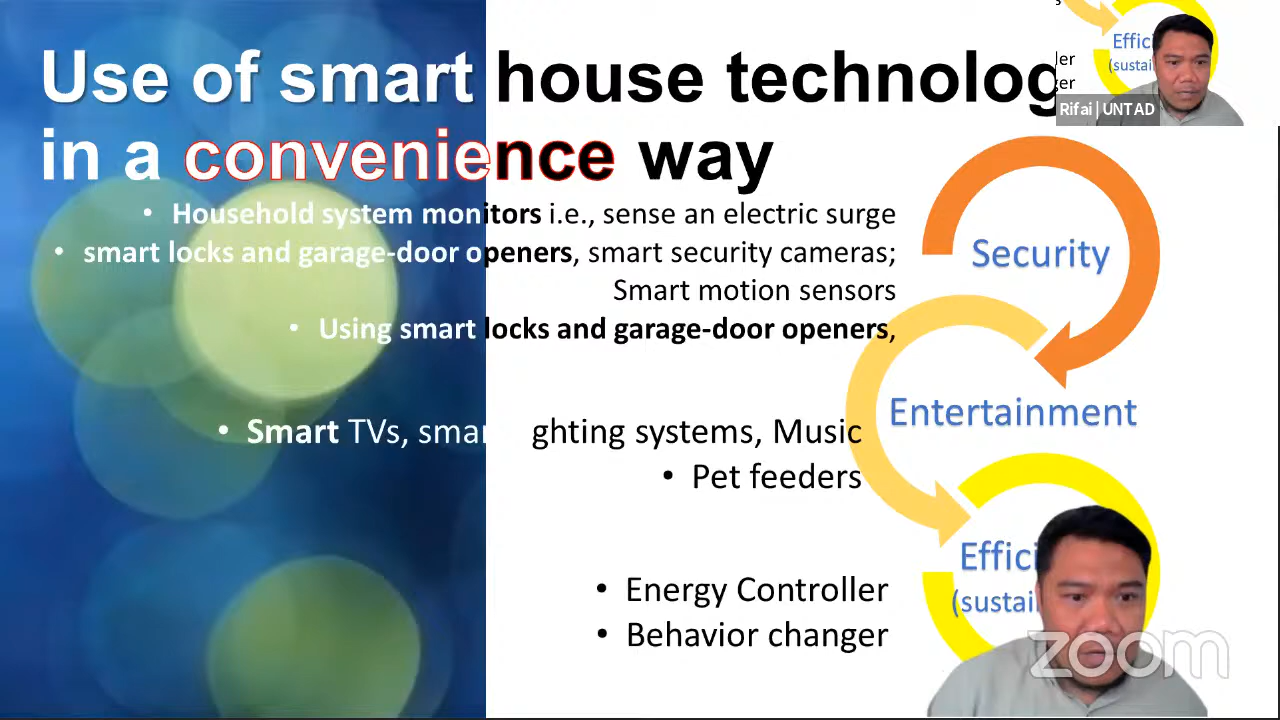 Use of smart house technolog
in a convenience way
• Household system monitors i.e., sense an electric surge
• smart locks and garage-door openers, smart security cameras;
Smart motion sensors
• Using smart locks and garage-door openers,
• Smart TVs, smar ghting systems, Music
• Pet feeders
• Energy Controller
• Behavior changer
Security
Entertainment
Effici
(sustai
Effic
(sustai
Rifai | UNTAD
zoom